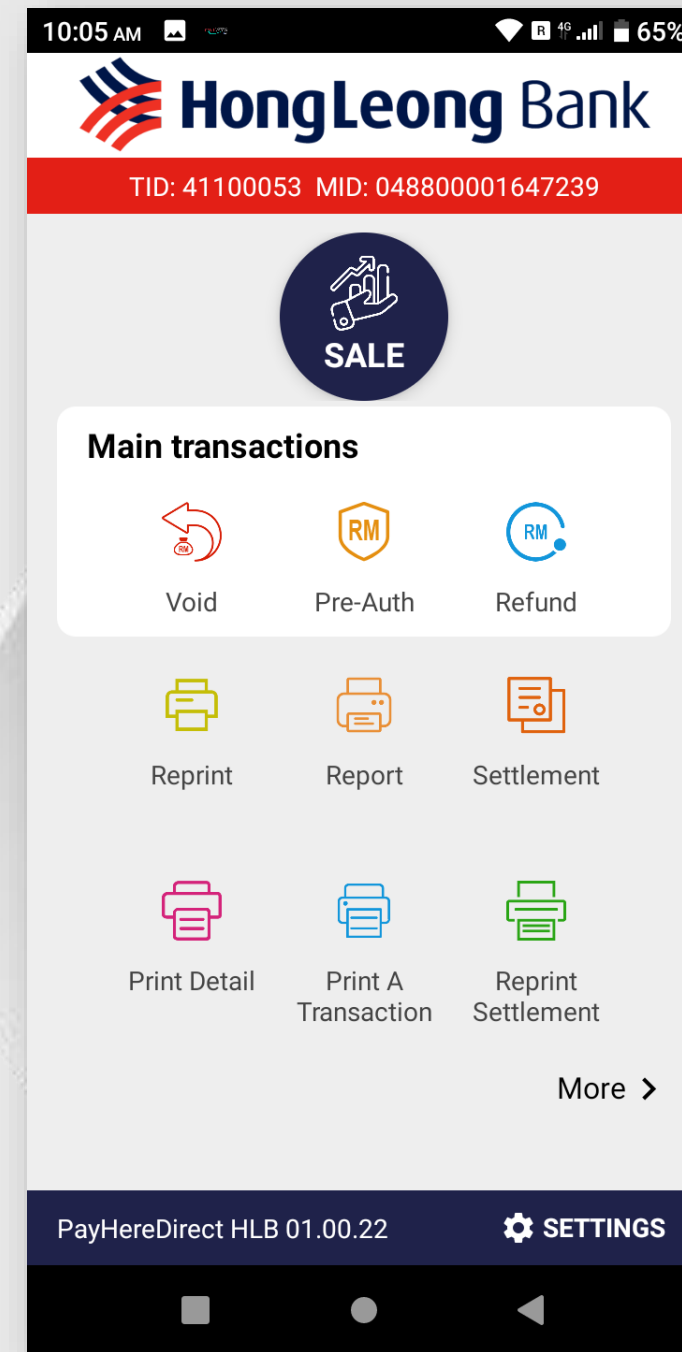 10:05 AM R 4G 65%
HongLeong Bank
TID: 41100053 MID: 048800001647239
SALE
Main transactions
RM RM RM
Void Pre-Auth Refund
Reprint Report Settlement
Print Detail Print A Transaction Reprint Settlement
More
PayHereDirect HLB 01.00.22 SETTINGS